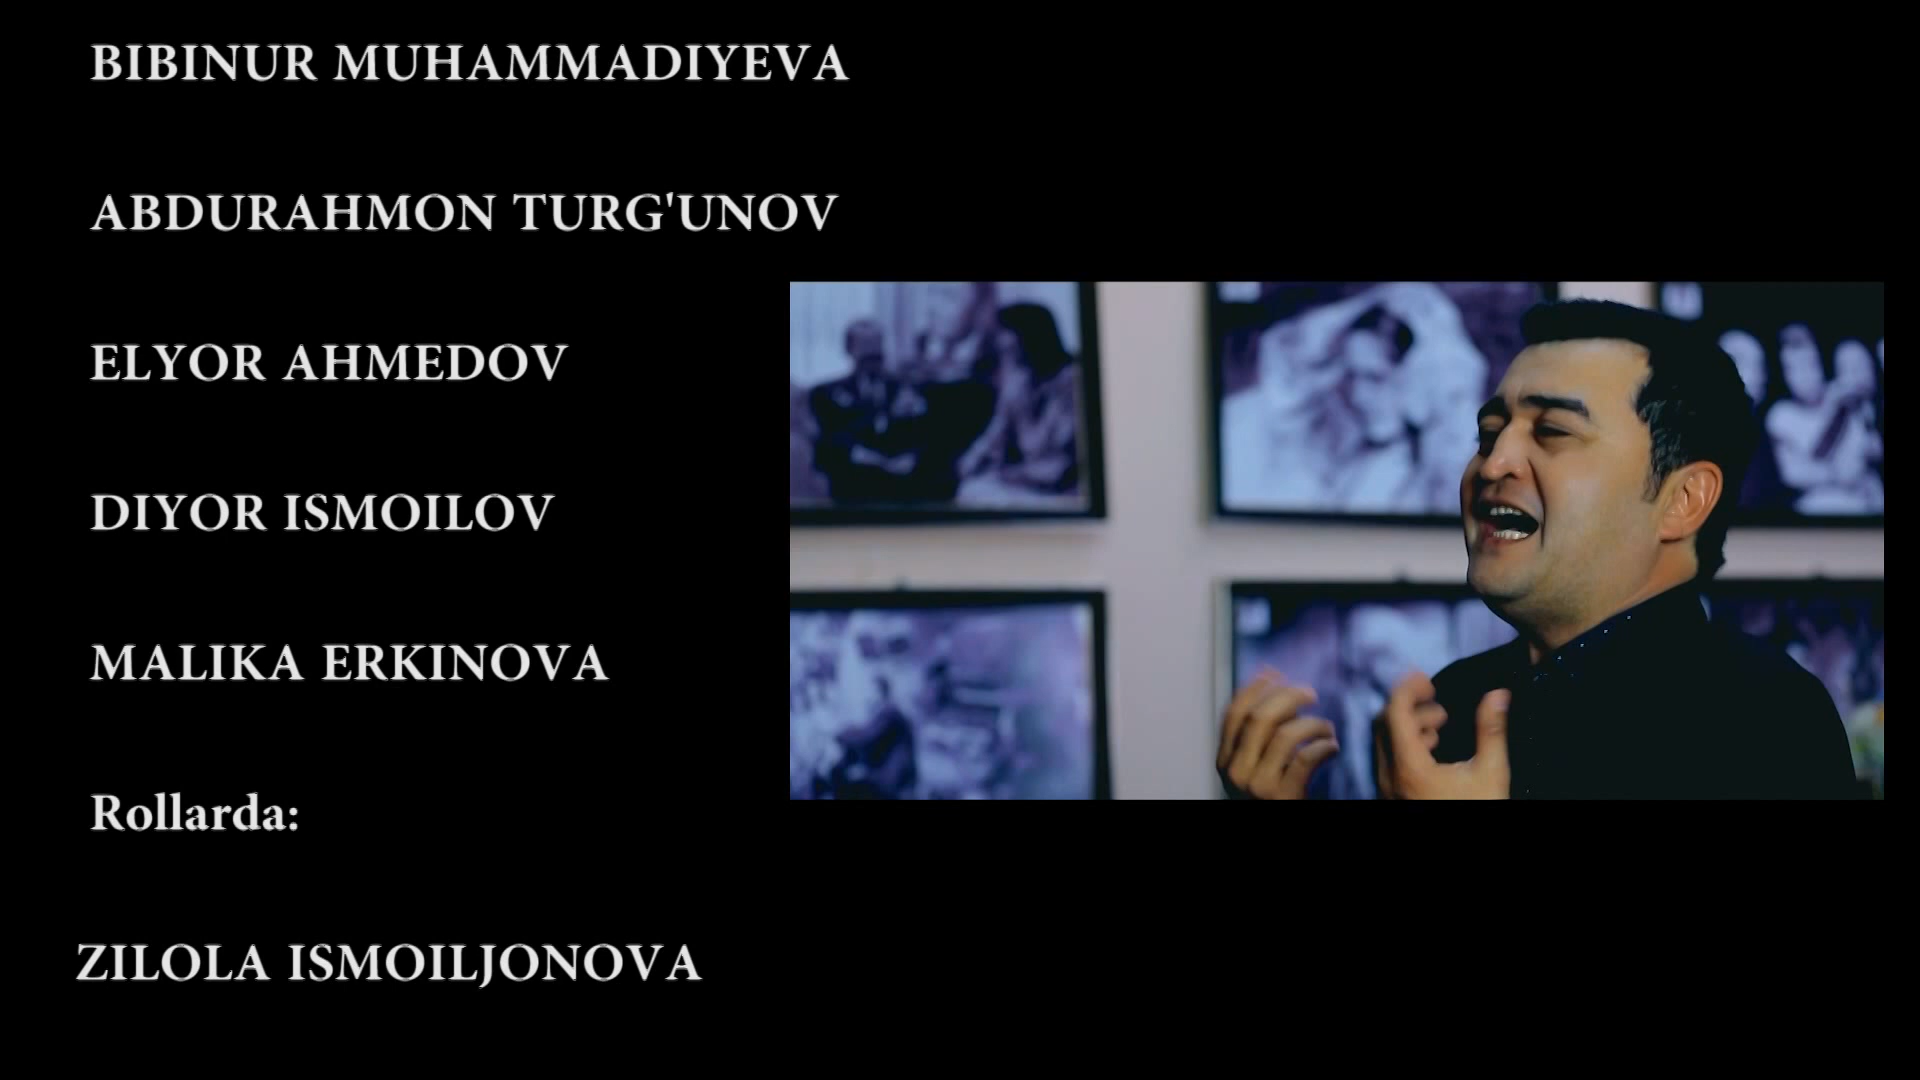 BIBINUR MUHAMMADIYEVA
ABDURAHMON TURG'UNOV
ELYOR AHMEDOV
DIYOR ISMOILOV
MALIKA ERKINOVA
Rollarda:
ZILOLA ISMOILJONOVA